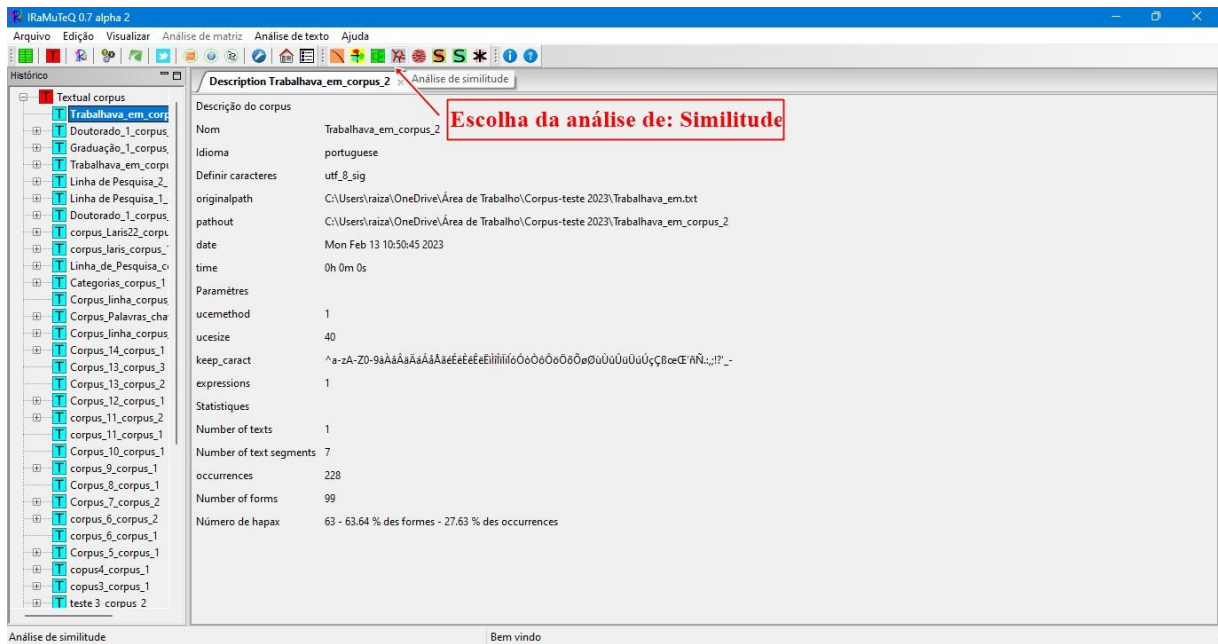 IRaMuTeQ 0.7 alpha 2
Arquivo Edição Visualizar Análise de matriz Análise de texto Ajuda
Histórico
Textual corpus
Trabalhava_em_corp
Doutorado_1_corpus_
Graduação_1_corpus_
Trabalhava_em_corpu
Linha de Pesquisa_2_
Linha de Pesquisa_1_
Doutorado_1_corpus_
corpus_Laris22_corpu
corpus_laris_corpus_
Linha_de_Pesquisa_co
Categorias_corpus_1
Corpus_linha_corpus_
Corpus_Palavras_cha
Corpus_linha_corpus_
Corpus_14_corpus_1
Corpus_13_corpus_3
Corpus_13_corpus_2
Corpus_12_corpus_1
corpus_11_corpus_2
corpus_11_corpus_1
Corpus_10_corpus_1
corpus_9_corpus_1
Corpus_8_corpus_1
Corpus_7_corpus_2
corpus_6_corpus_2
corpus_6_corpus_1
Corpus_5_corpus_1
copus4_corpus_1
copus3_corpus_1
teste 3 corpus 2
Description Trabalhava_em_corpus_2
Análise de similitude
Escolha da análise de: Similitude
Descrição do corpus
Nom Trabalhava_em_corpus_2
Idioma portuguese
Definir caracteres utf_8_sig
originalpath C:\Users\raiza\OneDrive\Área de Trabalho\Corpus-teste 2023\Trabalhava_em.txt
pathout C:\Users\raiza\OneDrive\Área de Trabalho\Corpus-teste 2023\Trabalhava_em_corpus_2
date Mon Feb 13 10:50:45 2023
time 0h 0m 0s
Paramètres
ucemethod 1
ucesize 40
keep_caract
expressions 1
Statistiques
Number of texts 1
Number of text segments 7
occurrences 228
Number of forms 99
Número de hapax 63 - 63.64 % des formes - 27.63 % des occurrences
Análise de similitude Bem vindo